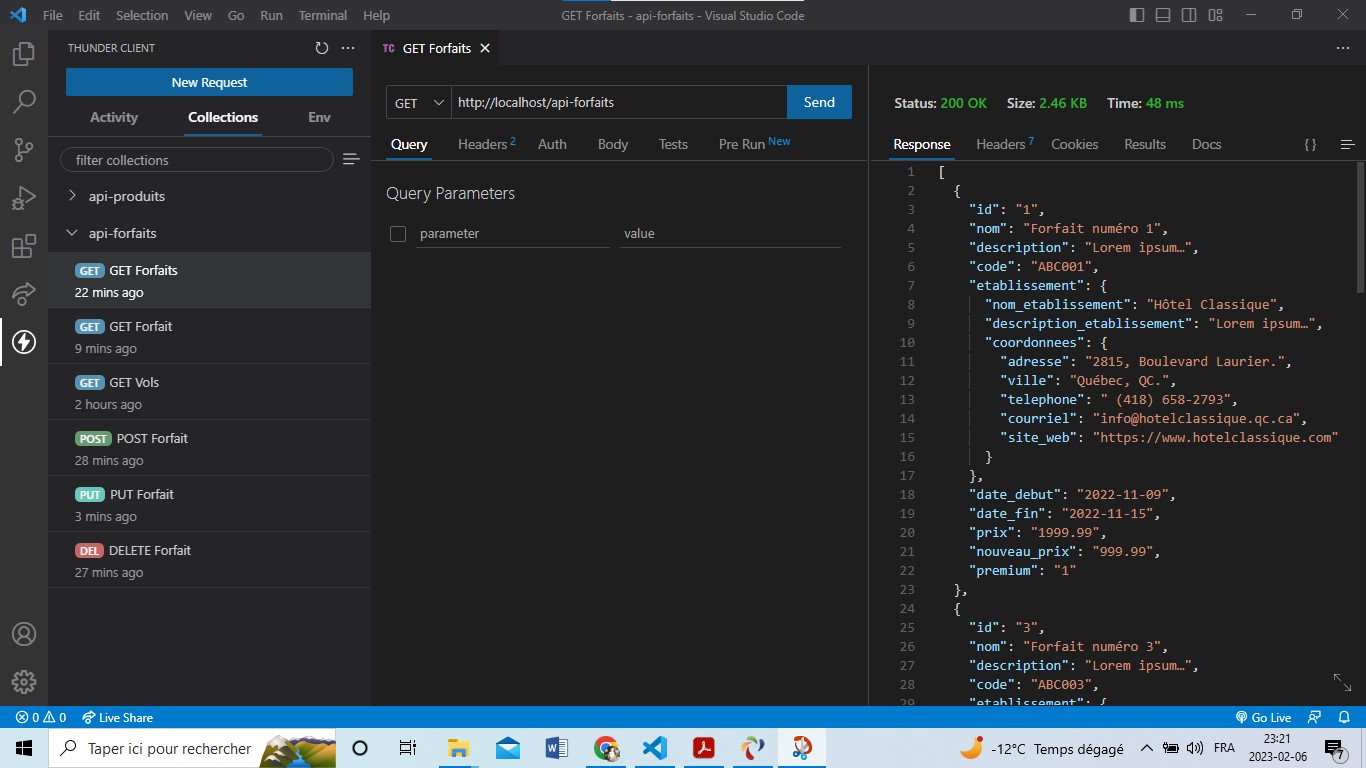 File Edit Selection View Go Run Terminal Help
GET Forfaits - api-forfaits - Visual Studio Code
THUNDER CLIENT
New Request
Activity Collections Env
filter collections
api-produits
api-forfaits
GET GET Forfaits
22 mins ago
GET GET Forfait
9 mins ago
GET GET Vols
2 hours ago
POST POST Forfait
28 mins ago
PUT PUT Forfait
3 mins ago
DEL DELETE Forfait
27 mins ago
TC GET Forfaits
GET http://localhost/api-forfaits Send
Query Headers 2 Auth Body Tests Pre Run New
Query Parameters
parameter value
Status: 200 OK Size: 2.46 KB Time: 48 ms
Response Headers 7 Cookies Results Docs { }
1 [
2 {
3 "id": "1",
4 "nom": "Forfait numéro 1",
5 "description": "Lorem ipsum…",
6 "code": "ABC001",
7 "etablissement": {
8 "nom_etablissement": "Hôtel Classique",
9 "description_etablissement": "Lorem ipsum…",
10 "coordonnees": {
11 "adresse": "2815, Boulevard Laurier.",
12 "ville": "Québec, QC.",
13 "telephone": " (418) 658-2793",
14 "courriel": "info@hotelclassique.qc.ca",
15 "site_web": "https://www.hotelclassique.com"
16 }
17 },
18 "date_debut": "2022-11-09",
19 "date_fin": "2022-11-15",
20 "prix": "1999.99",
21 "nouveau_prix": "999.99",
22 "premium": "1"
23 },
24 {
25 "id": "3",
26 "nom": "Forfait numéro 3",
27 "description": "Lorem ipsum…",
28 "code": "ABC003",
29 "etablissement": {
0 0 Live Share
Go Live
Taper ici pour rechercher
-12°C Temps dégagé
FRA
23:21
2023-02-06
7